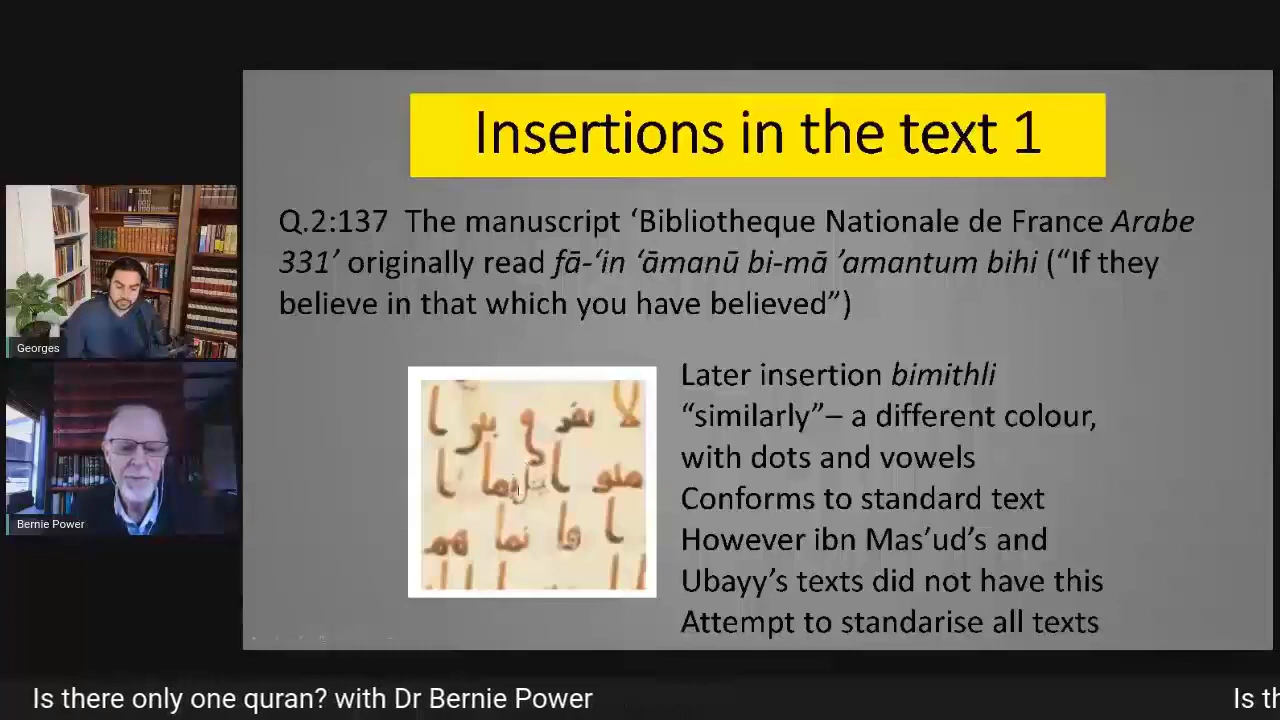 Insertions in the text 1
Q.2:137 The manuscript ‘Bibliotheque Nationale de France Arabe
331’ originally read fā-‘in ‘āmanū bi-mā ’amantum bihi (“If they
believe in that which you have believed”)
Later insertion bimithli
“similarly”– a different colour,
with dots and vowels
Conforms to standard text
However ibn Mas’ud’s and
Ubayy’s texts did not have this
Attempt to standarise all texts
Georges
Bernie Power
Is there only one quran? with Dr Bernie Power
Is th